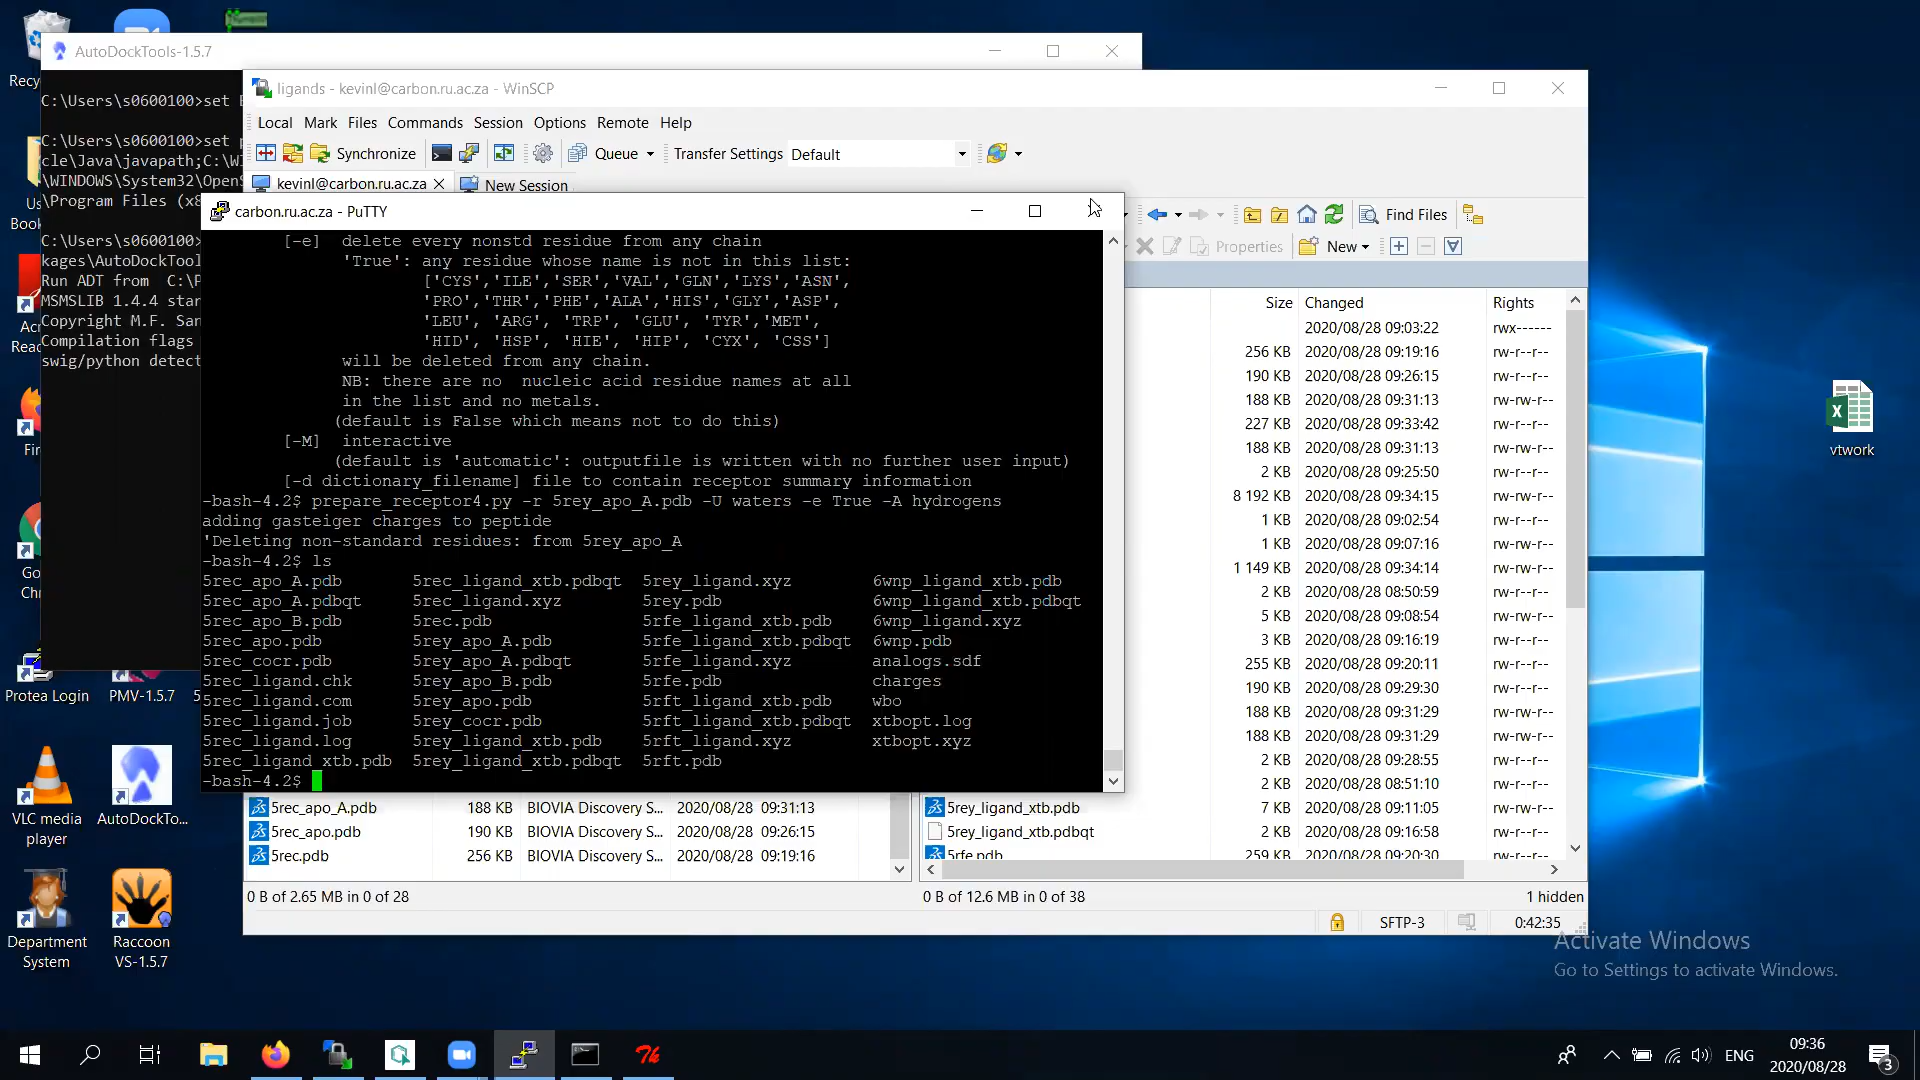 AutoDockTools-1.5.7
C:\Users\s0600100>set
C:\Users\s0600100>set
cle\Java\javapath;C:\W
\WINDOWS\System32\Open
\Program Files (x8
C:\Users\s0600100>
kages\AutoDockTool
Run ADT from C:\P
MSMSLIB 1.4.4 star
Copyright M.F. San
Compilation flags
swig/python detect
ligands - kevinl@carbon.ru.ac.za - WinSCP
Local Mark Files Commands Session Options Remote Help
Synchronize Queue Transfer Settings Default
kevinl@carbon.ru.ac.za New Session
Find Files
Properties New
carbon.ru.ac.za - PuTTY
[-e] delete every nonstd residue from any chain
'True': any residue whose name is not in this list:
['CYS','ILE','SER','VAL','GLN','LYS','ASN',
'PRO','THR','PHE','ALA','HIS','GLY','ASP',
'LEU', 'ARG', 'TRP', 'GLU', 'TYR','MET',
'HID', 'HSP', 'HIE', 'HIP', 'CYX', 'CSS']
will be deleted from any chain.
NB: there are no nucleic acid residue names at all
in the list and no metals.
(default is False which means not to do this)
[-M] interactive
(default is 'automatic': outputfile is written with no further user input)
[-d dictionary_filename] file to contain receptor summary information
-bash-4.2$ prepare_receptor4.py -r 5rey_apo_A.pdb -U waters -e True -A hydrogens
adding gasteiger charges to peptide
'Deleting non-standard residues: from 5rey_apo_A
-bash-4.2$ ls
5rec_apo_A.pdb 5rec_ligand_xtb.pdbqt 5rey_ligand.xyz 6wnp_ligand_xtb.pdb
5rec_apo_A.pdbqt 5rec_ligand.xyz 5rey.pdb 6wnp_ligand_xtb.pdbqt
5rec_apo_B.pdb 5rec.pdb 5rfe_ligand_xtb.pdb 6wnp_ligand.xyz
5rec_apo.pdb 5rey_apo_A.pdb 5rfe_ligand_xtb.pdbqt 6wnp.pdb
5rec_cocr.pdb 5rey_apo_A.pdbqt 5rfe_ligand.xyz analogs.sdf
5rec_ligand.chk 5rey_apo_B.pdb 5rfe.pdb charges
5rec_ligand.com 5rey_apo.pdb 5rft_ligand_xtb.pdb wbo
5rec_ligand.job 5rey_cocr.pdb 5rft_ligand_xtb.pdbqt xtbopt.log
5rec_ligand.log 5rey_ligand_xtb.pdb 5rft_ligand.xyz xtbopt.xyz
5rec_ligand_xtb.pdb 5rey_ligand_xtb.pdbqt 5rft.pdb
-bash-4.2$
Size Changed Rights
2020/08/28 09:03:22 rwx------
256 KB 2020/08/28 09:19:16 rw-r--r--
190 KB 2020/08/28 09:26:15 rw-r--r--
188 KB 2020/08/28 09:31:13 rw-rw-r--
227 KB 2020/08/28 09:33:42 rw-r--r--
188 KB 2020/08/28 09:31:13 rw-rw-r--
2 KB 2020/08/28 09:25:50 rw-r--r--
8 192 KB 2020/08/28 09:34:15 rw-r--r--
1 KB 2020/08/28 09:02:54 rw-r--r--
1 KB 2020/08/28 09:07:16 rw-r--r--
1 149 KB 2020/08/28 09:34:14 rw-r--r--
2 KB 2020/08/28 08:50:59 rw-r--r--
5 KB 2020/08/28 09:08:54 rw-r--r--
3 KB 2020/08/28 09:16:19 rw-r--r--
255 KB 2020/08/28 09:20:11 rw-r--r--
190 KB 2020/08/28 09:29:30 rw-r--r--
188 KB 2020/08/28 09:31:29 rw-rw-r--
188 KB 2020/08/28 09:31:29 rw-rw-r--
2 KB 2020/08/28 09:28:55 rw-r--r--
2 KB 2020/08/28 08:51:10 rw-r--r--
5rec_apo_A.pdb 188 KB BIOVIA Discovery S... 2020/08/28 09:31:13
5rec_apo.pdb 190 KB BIOVIA Discovery S... 2020/08/28 09:26:15
5rec.pdb 256 KB BIOVIA Discovery S... 2020/08/28 09:19:16
5rey_ligand_xtb.pdb 7 KB 2020/08/28 09:11:05 rw-r--r--
5rey_ligand_xtb.pdbqt 2 KB 2020/08/28 09:16:58 rw-r--r--
5rfe.pdb 259 KB 2020/08/28 09:20:30 rw-r--r--
0 B of 2.65 MB in 0 of 28
0 B of 12.6 MB in 0 of 38
1 hidden
SFTP-3 0:42:35
vtwork
Protea Login
PMV-1.5.7
VLC media player
AutoDockTo...
Department System
Raccoon VS-1.5.7
Activate Windows
Go to Settings to activate Windows.
ENG
09:36
2020/08/28
3